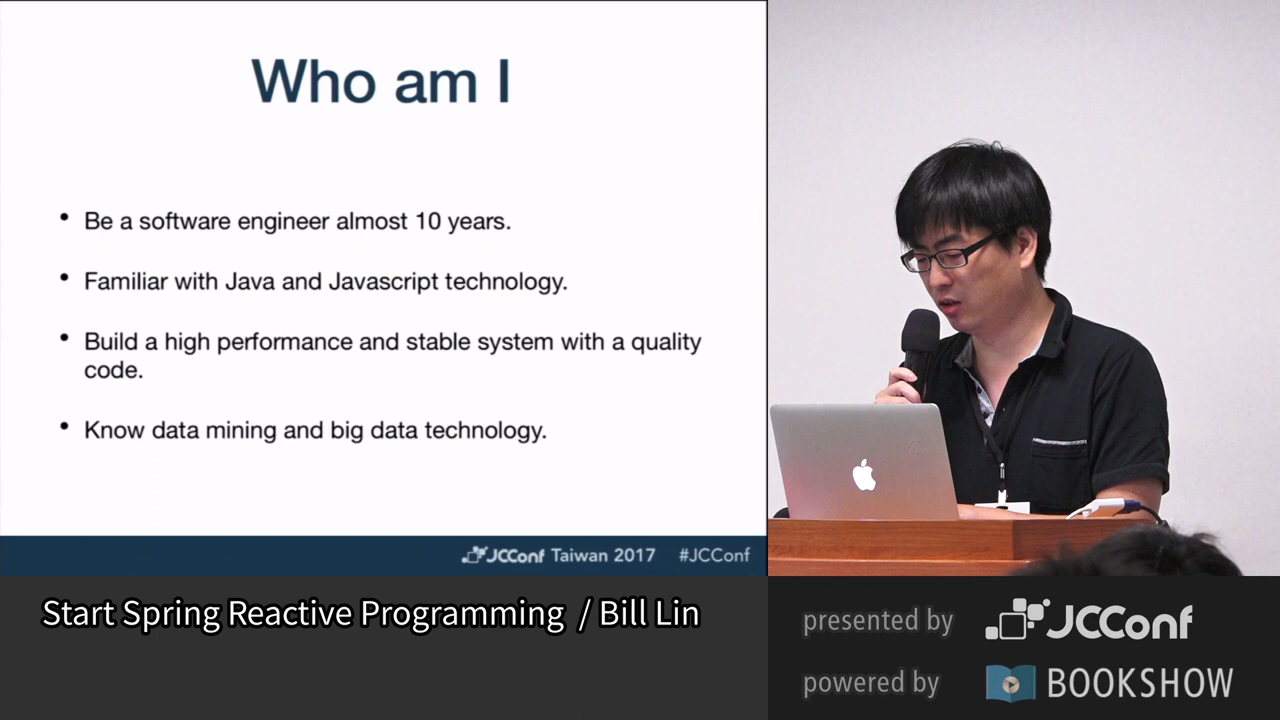 Who am I
• Be a software engineer almost 10 years.
• Familiar with Java and Javascript technology.
• Build a high performance and stable system with a quality
code.
• Know data mining and big data technology.
JCConf Taiwan 2017 #JCConf
Start Spring Reactive Programming / Bill Lin
presented by JCConf
powered by BOOKSHOW